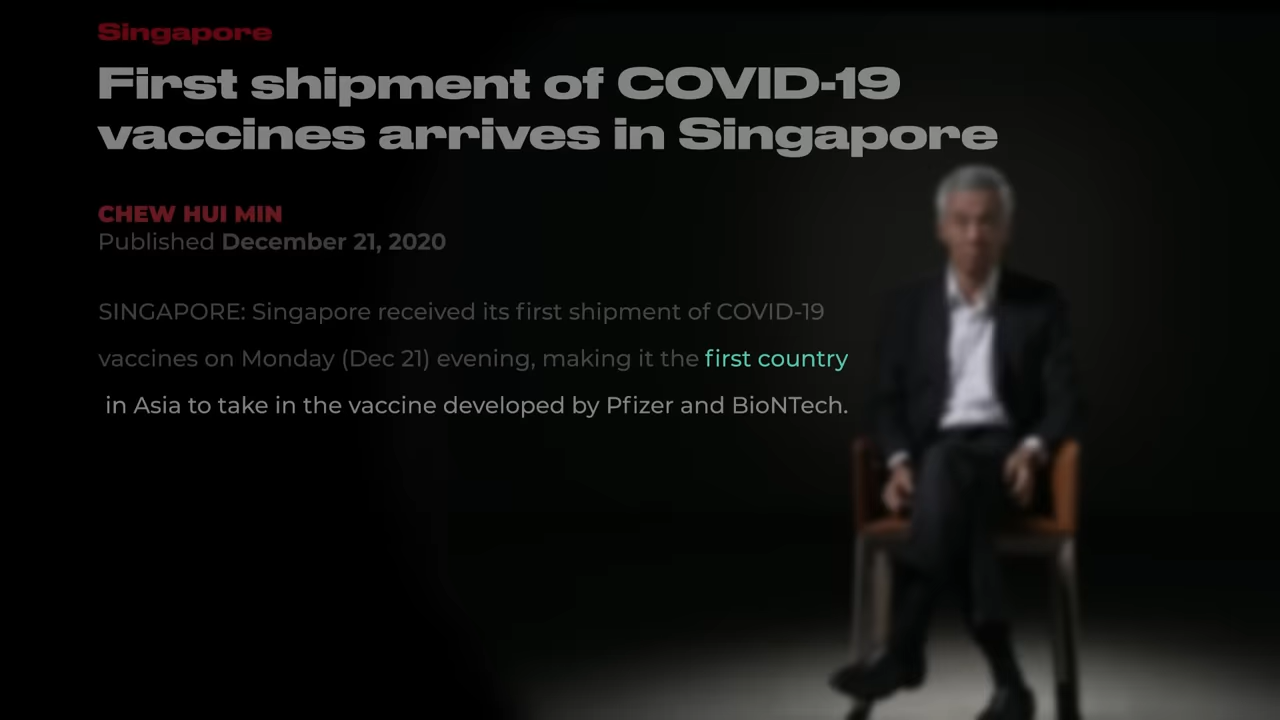 Singapore
First shipment of COVID-19
vaccines arrives in Singapore
CHEW HUI MIN
Published December 21, 2020
SINGAPORE: Singapore received its first shipment of COVID-19
vaccines on Monday (Dec 21) evening, making it the first country
in Asia to take in the vaccine developed by Pfizer and BioNTech.